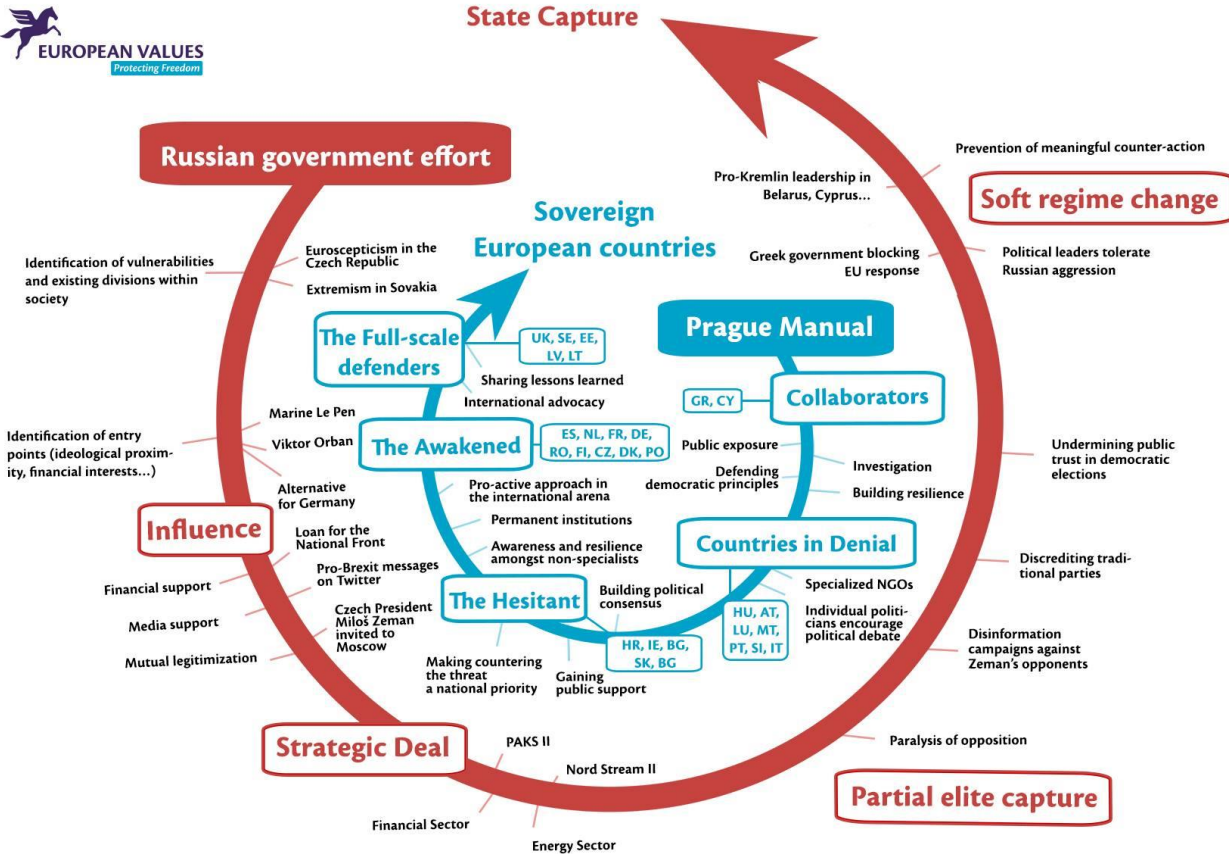 State Capture
EUROPEAN VALUES
Protecting Freedom
Russian government effort
Prevention of meaningful counter-action
Pro-Kremlin leadership in
Belarus, Cyprus...
Soft regime change
Sovereign
European countries
Identification of vulnerabilities
and existing divisions within
society
Euroscepticism in the
Czech Republic
Extremism in Sovakia
Greek government blocking
EU response
Political leaders tolerate
Russian aggression
The Full-scale
defenders
UK, SE, EE,
LV, LT
Sharing lessons learned
International advocacy
Prague Manual
GR, CY
Collaborators
Identification of entry
points (ideological proxim-
ity, financial interests...)
Marine Le Pen
Viktor Orban
Alternative
for Germany
The Awakened
ES, NL, FR, DE,
RO, FI, CZ, DK, PO
Public exposure
Defending
democratic principles
Investigation
Building resilience
Undermining public
trust in democratic
elections
Pro-active approach in
the international arena
Permanent institutions
Awareness and resilience
amongst non-specialists
Influence
Loan for the
National Front
Financial support
Pro-Brexit messages
on Twitter
Media support
Czech President
Miloš Zeman
invited to
Moscow
Mutual legitimization
Countries in Denial
Specialized NGOs
Individual politi-
cians encourage
political debate
HU, AT,
LU, MT,
PT, SI, IT
Discrediting tradi-
tional parties
The Hesitant
Building political
consensus
HR, IE, BG,
SK, BG
Making countering
the threat
a national priority
Gaining
public support
Disinformation
campaigns against
Zeman's opponents
Strategic Deal
PAKS II
Nord Stream II
Financial Sector
Energy Sector
Paralysis of opposition
Partial elite capture